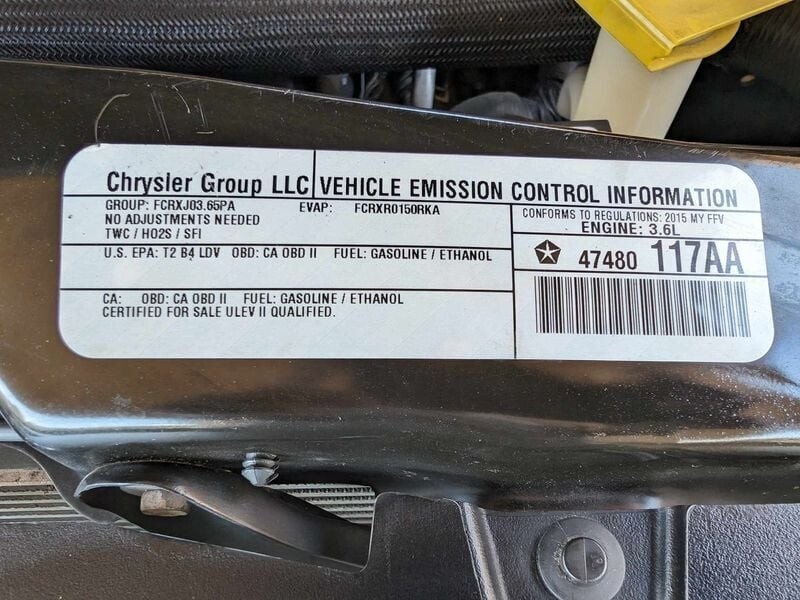 Chrysler Group LLC VEHICLE EMISSION CONTROL INFORMATION
GROUP: FCRXJ03.65PA EVAP: FCRXR0150RKA
NO ADJUSTMENTS NEEDED
TWC / HO2S / SFI
CONFORMS TO REGULATIONS: 2015 MY FFV
ENGINE: 3.6L
U.S. EPA: T2 B4 LDV OBD: CA OBD II FUEL: GASOLINE / ETHANOL
47480 117AA
CA: OBD: CA OBD II FUEL: GASOLINE / ETHANOL
CERTIFIED FOR SALE ULEV II QUALIFIED.